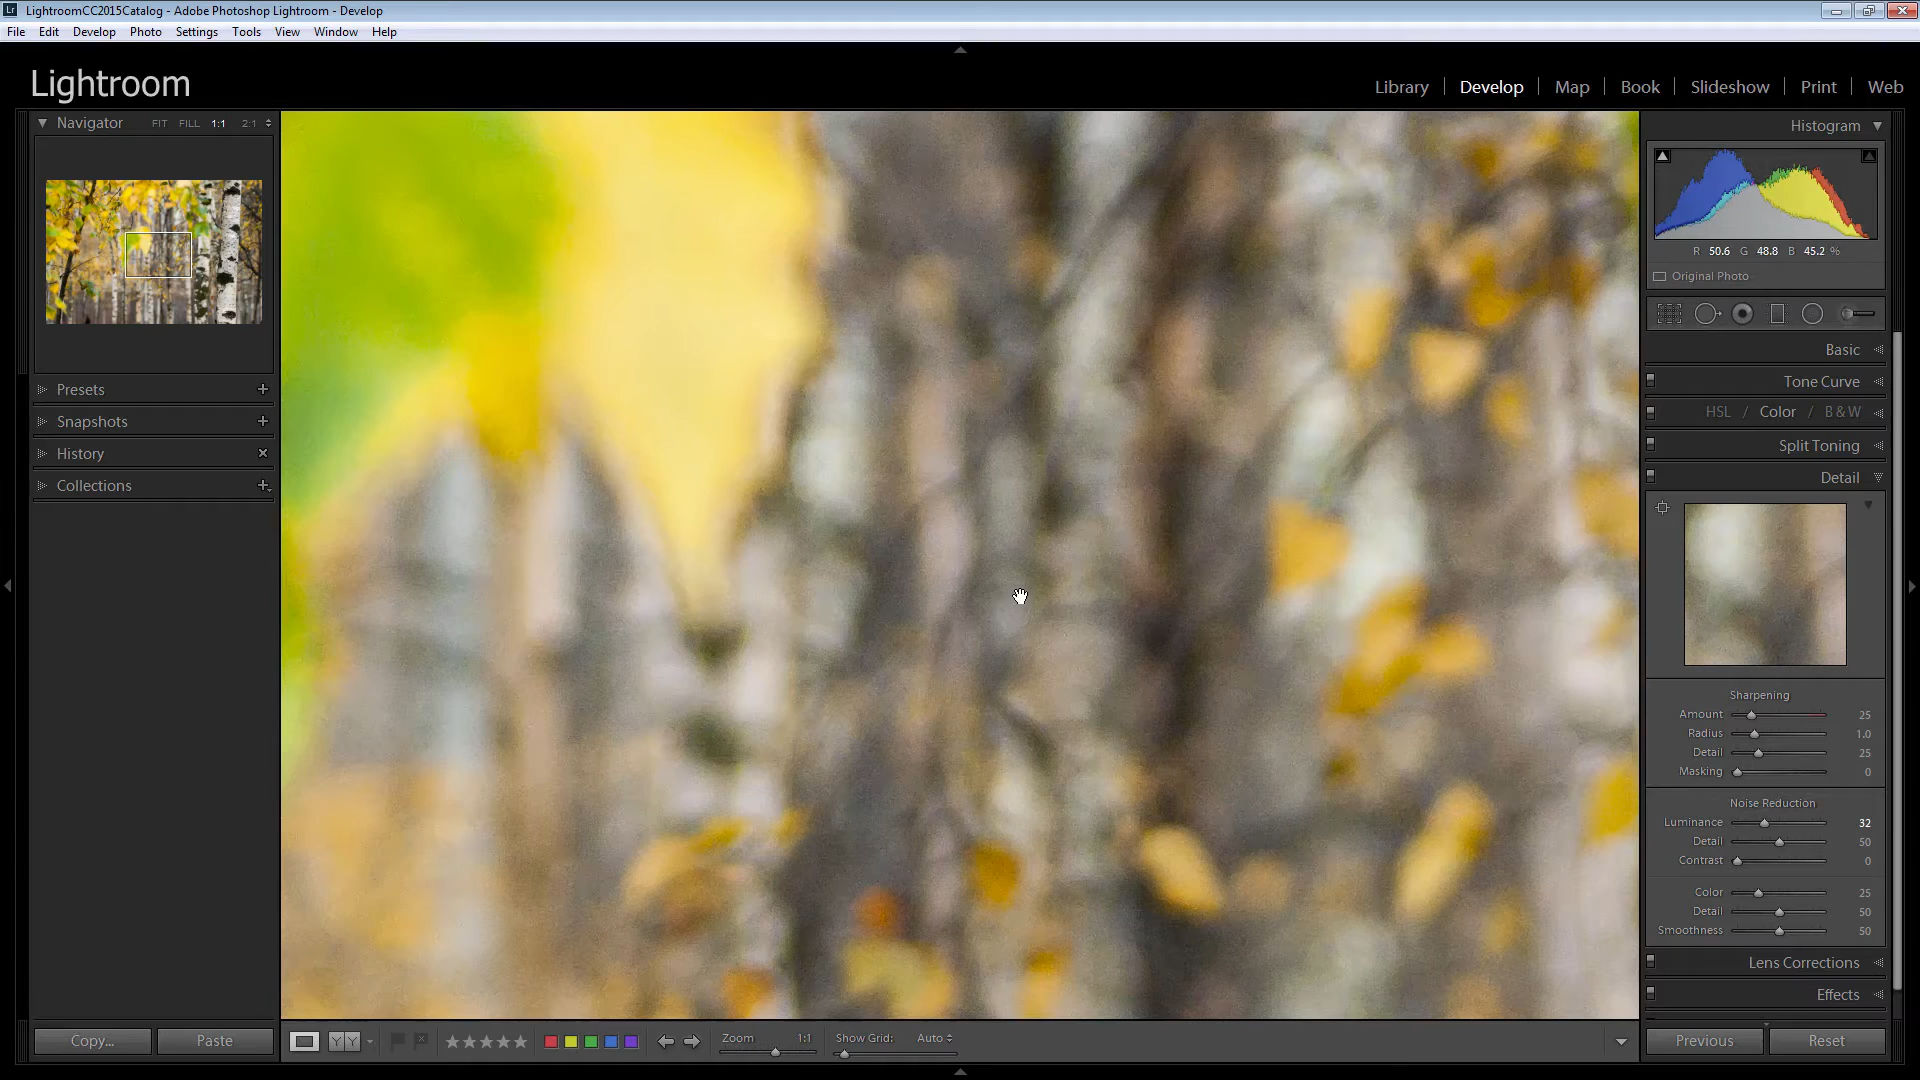 Lr LightroomCC2015Catalog - Adobe Photoshop Lightroom - Develop
File Edit Develop Photo Settings Tools View Window Help
Lightroom
Library | Develop | Map | Book | Slideshow | Print | Web
Navigator FIT FILL 1:1 2:1
Presets
Snapshots
History
Collections
Copy... Paste
Histogram
R 50.6 G 48.8 B 45.2 %
Original Photo
Basic
Tone Curve
HSL / Color / B & W
Split Toning
Detail
Sharpening
Amount 25
Radius 1.0
Detail 25
Masking 0
Noise Reduction
Luminance 32
Detail 50
Contrast 0
Color 25
Detail 50
Smoothness 50
Lens Corrections
Effects
YY Zoom 1:1 Show Grid: Auto
Previous Reset